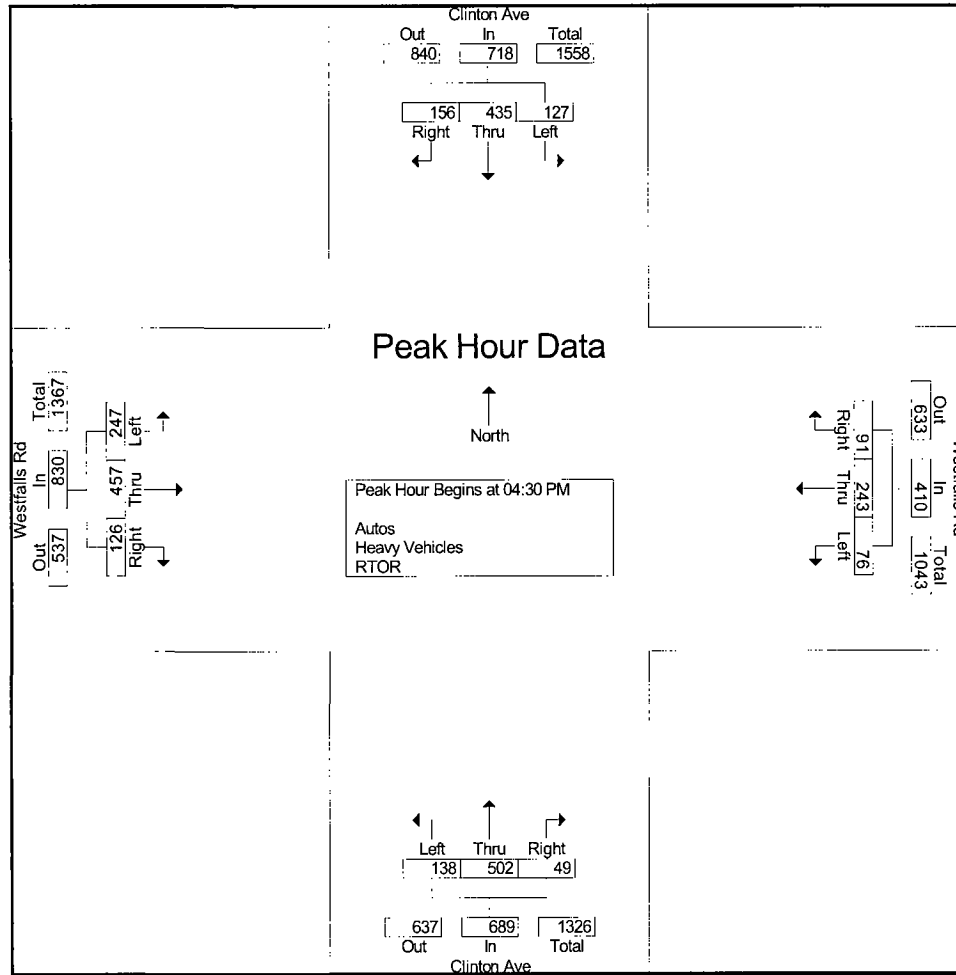 Clinton Ave
Out In Total
840 718 1558
156 435 127
Right Thru Left
Peak Hour Data
North
Peak Hour Begins at 04:30 PM
Autos
Heavy Vehicles
RTOR
Westfalls Rd
Out In Total
537 830 1367
126 457 247
Right Thru Left
Right Thru Left
91 243 76
Out In Total
633 410 1043
Westfalls Rd
Left Thru Right
138 502 49
637 689 1326
Out In Total
Clinton Ave